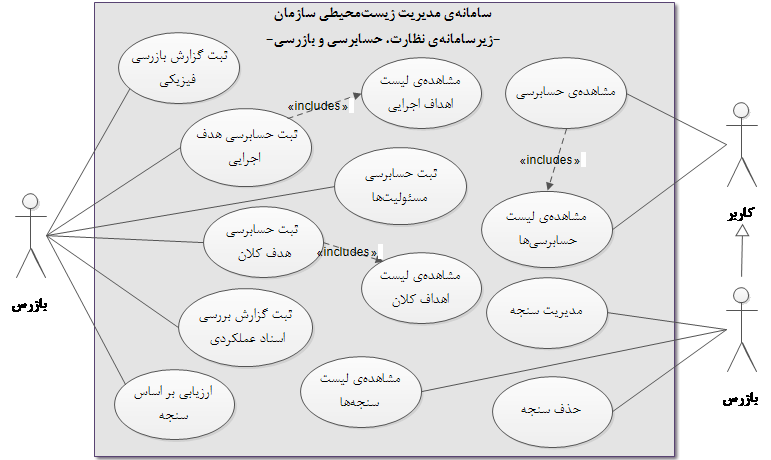 سامانه‌ی مدیریت زیست‌محیطی سازمان
-زیرسامانه‌ی نظارت، حسابرسی و بازرسی-
ثبت گزارش بازرسی
فیزیکی
مشاهده‌ی لیست
اهداف اجرایی
مشاهده‌ی حسابرسی
«includes»
ثبت حسابرسی هدف
اجرایی
«includes»
ثبت حسابرسی
مسئولیت‌ها
کاربر
مشاهده‌ی لیست
حسابرسی‌ها
ثبت حسابرسی
هدف کلان
«includes»
مشاهده‌ی لیست
اهداف کلان
بازرس
مدیریت سنجه
ثبت گزارش بررسی
اسناد عملکردی
بازرس
مشاهده‌ی لیست
سنجه‌ها
ارزیابی بر اساس
سنجه
حذف سنجه